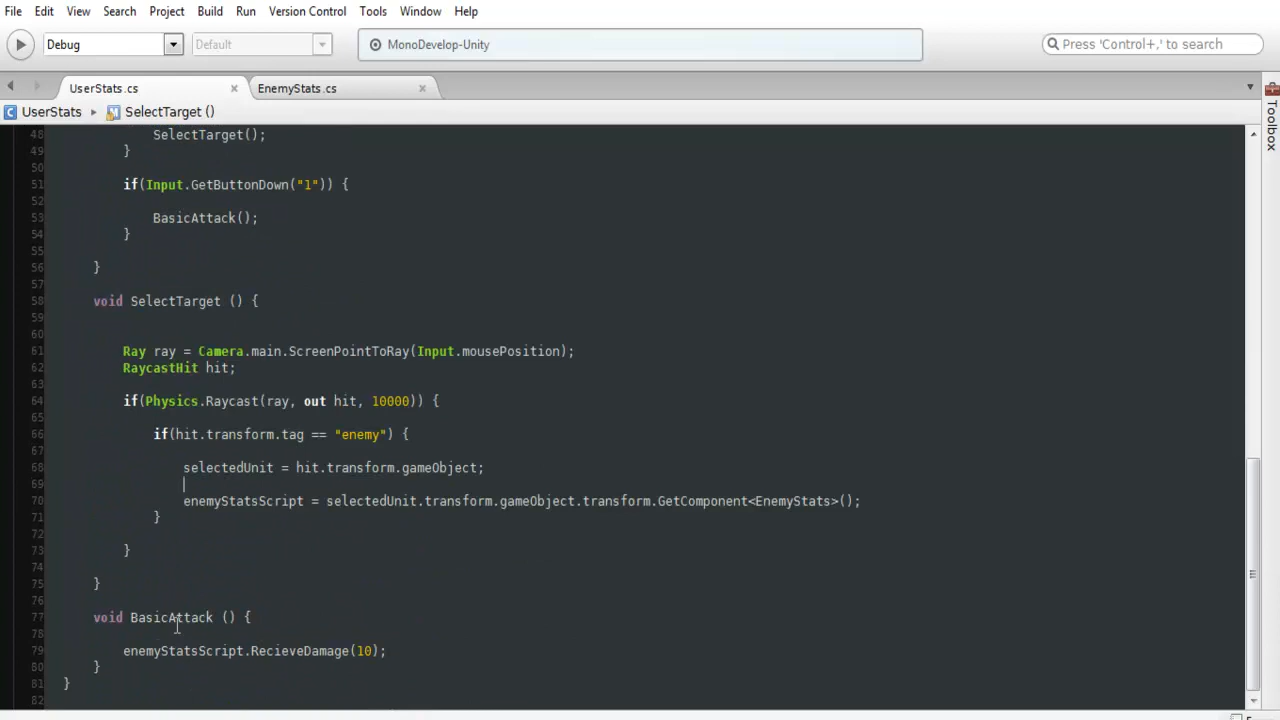 File Edit View Search Project Build Run Version Control Tools Window Help
Debug Default MonoDevelop-Unity Press 'Control+,' to search
UserStats.cs EnemyStats.cs
UserStats SelectTarget ()
Toolbox
48 SelectTarget();
49 }
50
51 if(Input.GetButtonDown("1")) {
52
53 BasicAttack();
54 }
55
56 }
57
58 void SelectTarget () {
59
60
61 Ray ray = Camera.main.ScreenPointToRay(Input.mousePosition);
62 RaycastHit hit;
63
64 if(Physics.Raycast(ray, out hit, 10000)) {
65
66 if(hit.transform.tag == "enemy") {
67
68 selectedUnit = hit.transform.gameObject;
69
70 enemyStatsScript = selectedUnit.transform.gameObject.transform.GetComponent<EnemyStats>();
71 }
72
73 }
74
75 }
76
77 void BasicAttack () {
78
79 enemyStatsScript.RecieveDamage(10);
80 }
81 }
82